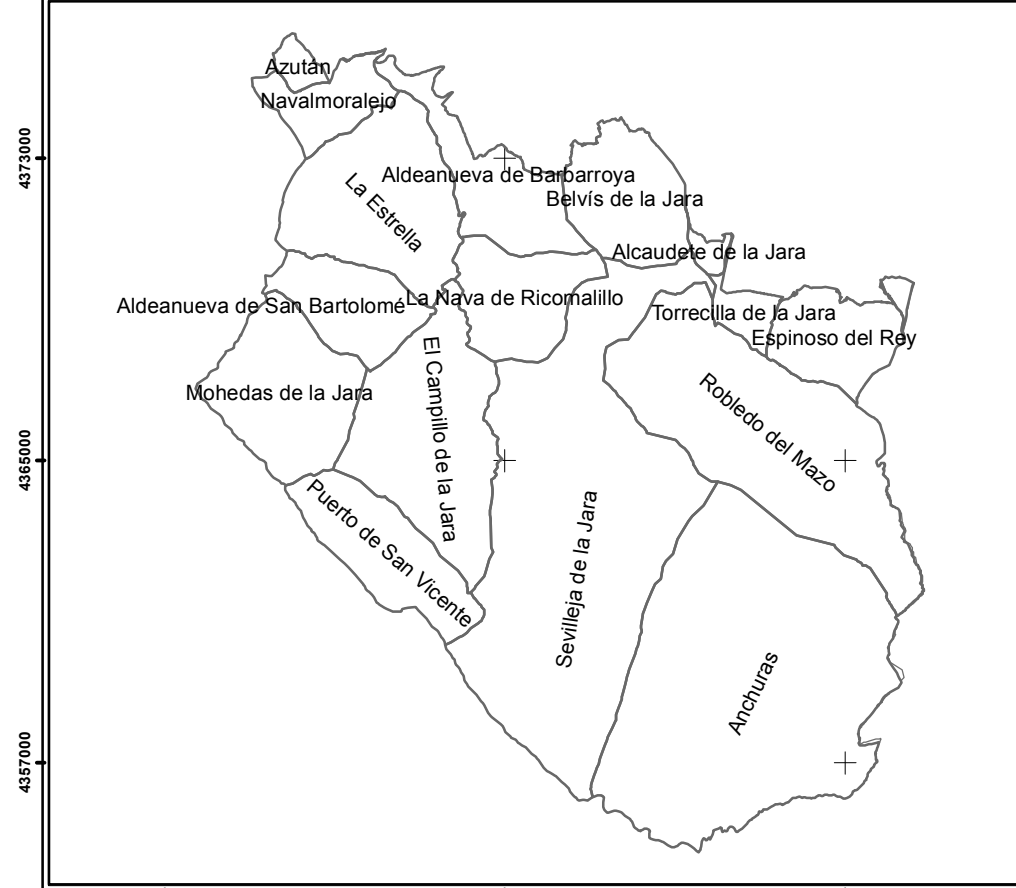 Azután
Navalmoralejo
4373000
Aldeanueva de Barbarroya
La Estrella
Belvís de la Jara
Alcaudete de la Jara
Aldeanueva de San Bartolomé
La Nava de Ricomalillo
Torrecilla de la Jara
Espinoso del Rey
Mohedas de la Jara
El Campillo de la Jara
Robledo del Mazo
4365000
Puerto de San Vicente
Sevilleja de la Jara
Anchuras
4357000